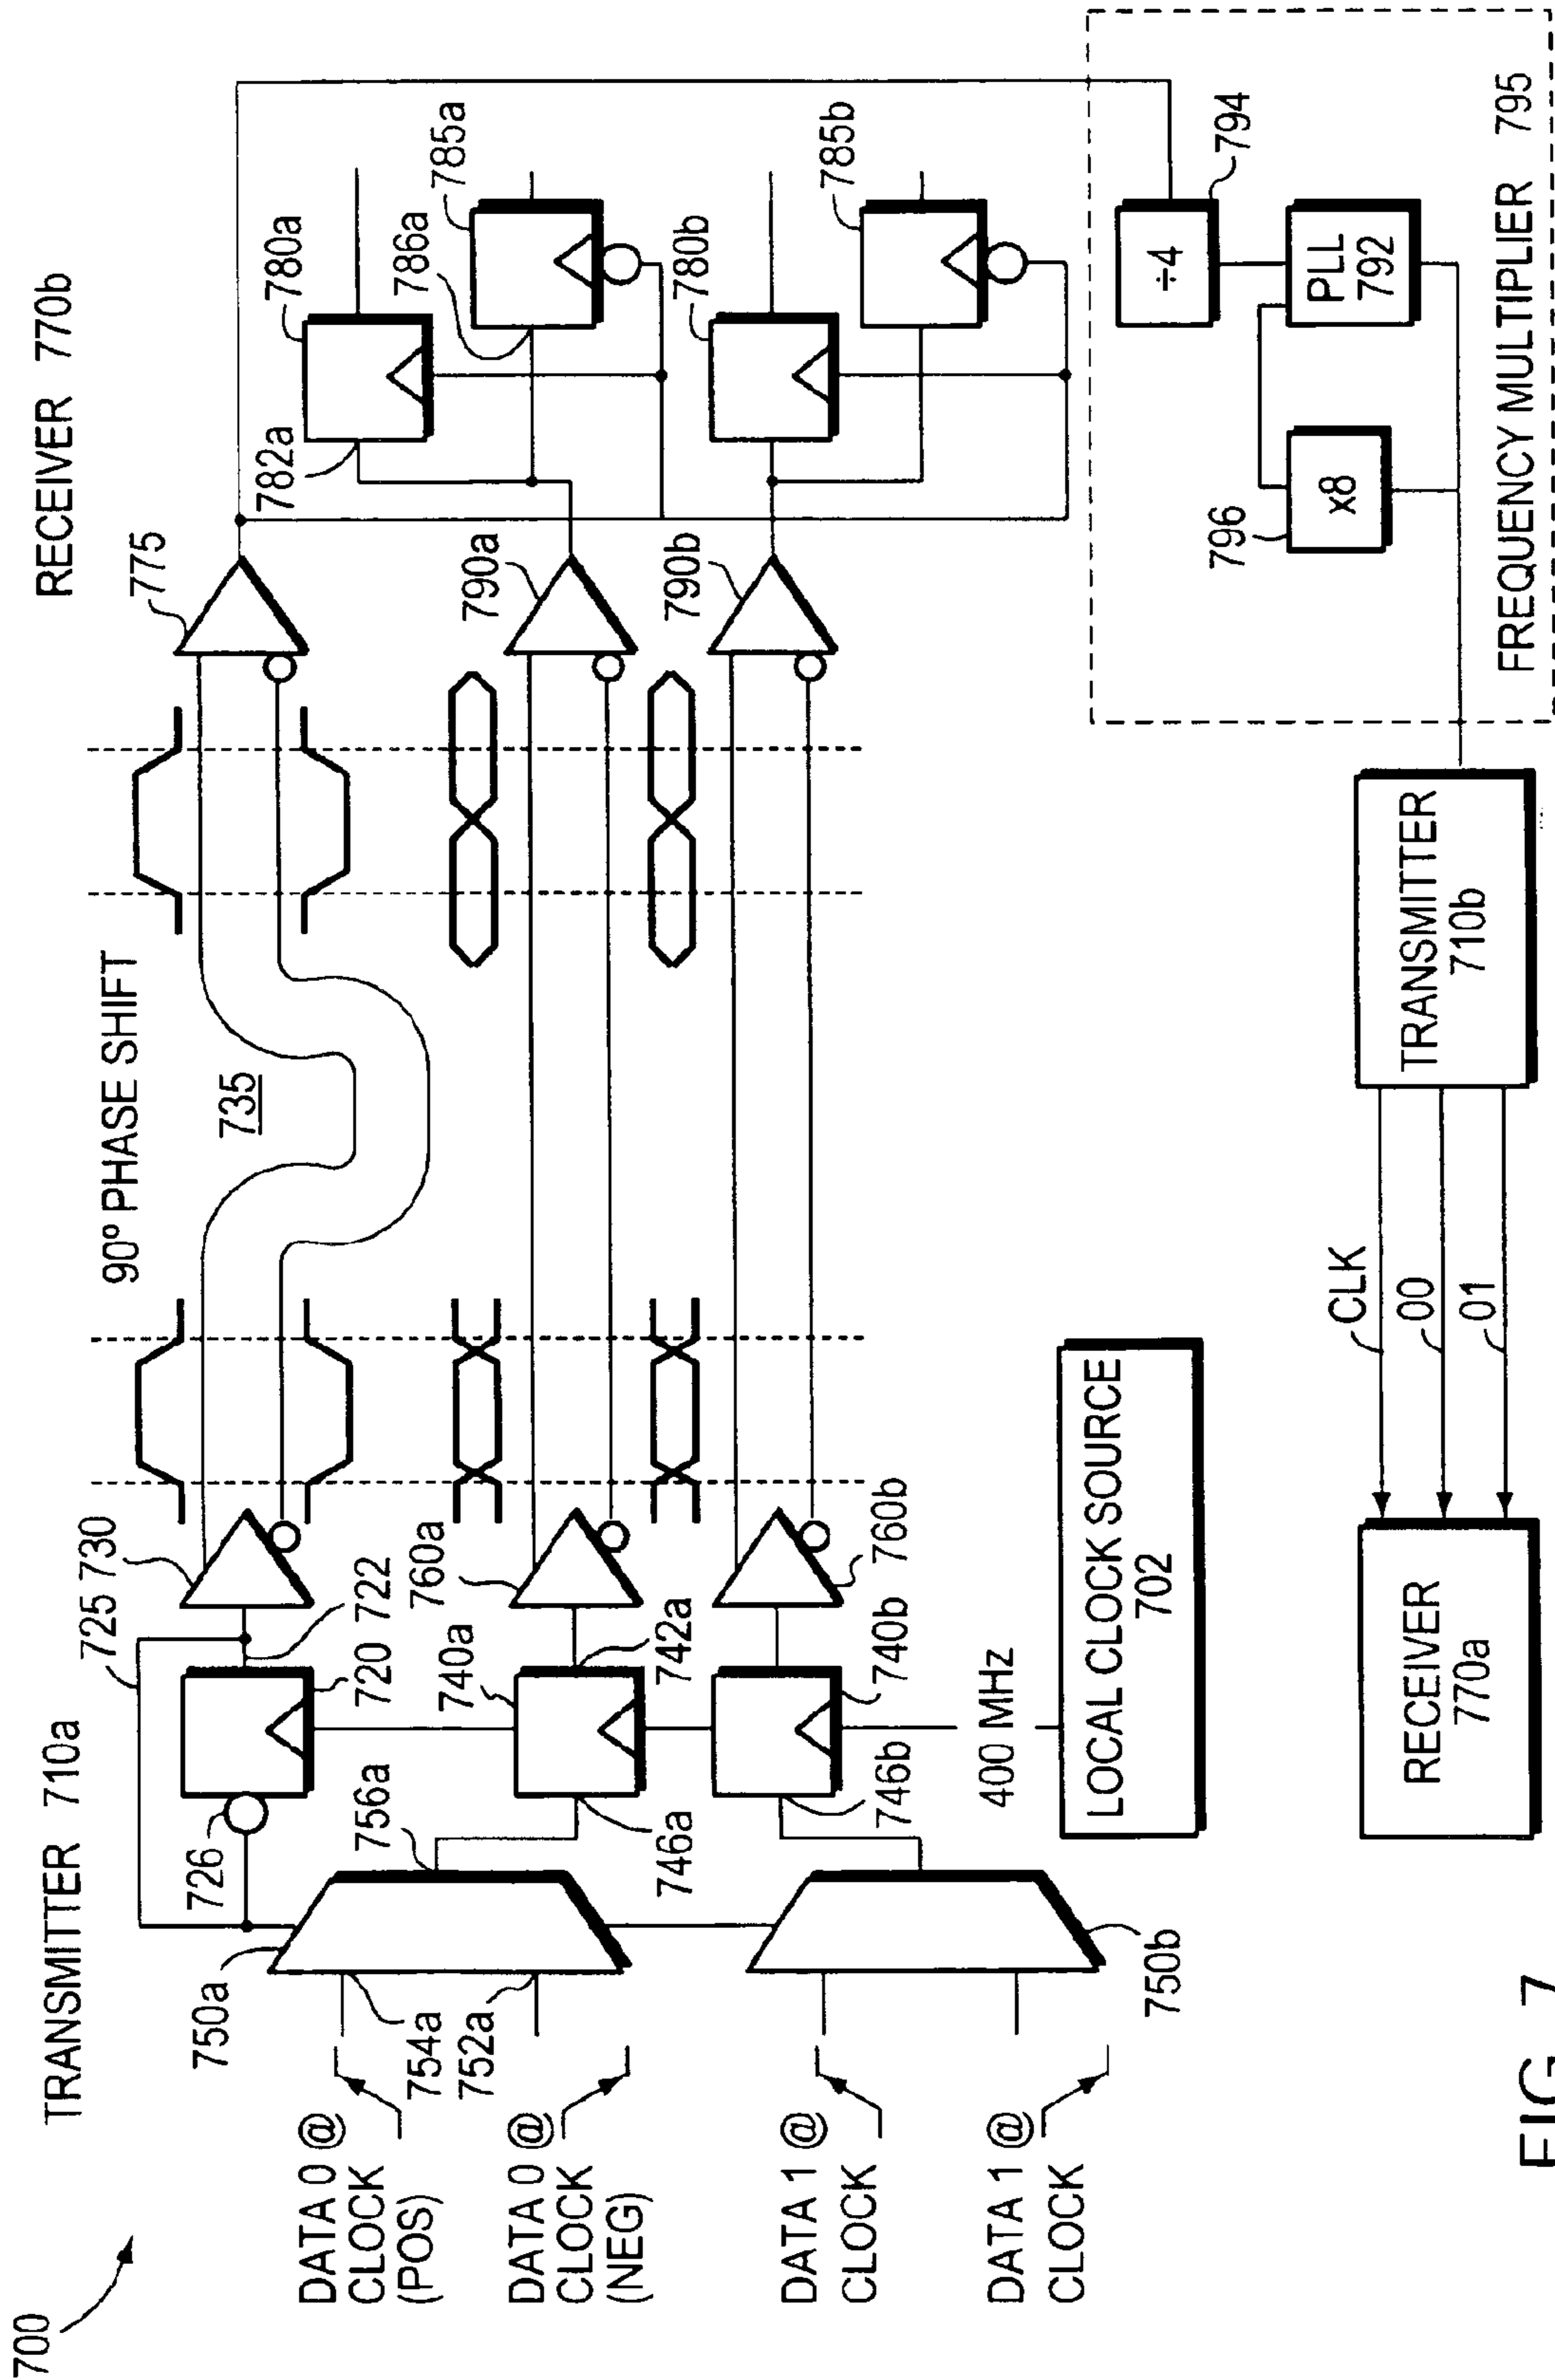 700
TRANSMITTER 710a
RECEIVER 770b
90° PHASE SHIFT
735
725
730
722
720
726
750a
756a
754a
752a
746a
740a
742a
760a
760b
740b
746b
750b
DATA 0 @
CLOCK
(POS)
DATA 0 @
CLOCK
(NEG)
DATA 1 @
CLOCK
DATA 1 @
CLOCK
400 MHz
LOCAL CLOCK SOURCE
702
775
790a
790b
782a
780a
786a
785a
780b
785b
÷4
794
PLL
792
x8
796
FREQUENCY MULTIPLIER 795
TRANSMITTER
710b
CLK
00
01
RECEIVER
770a
FIG. 7